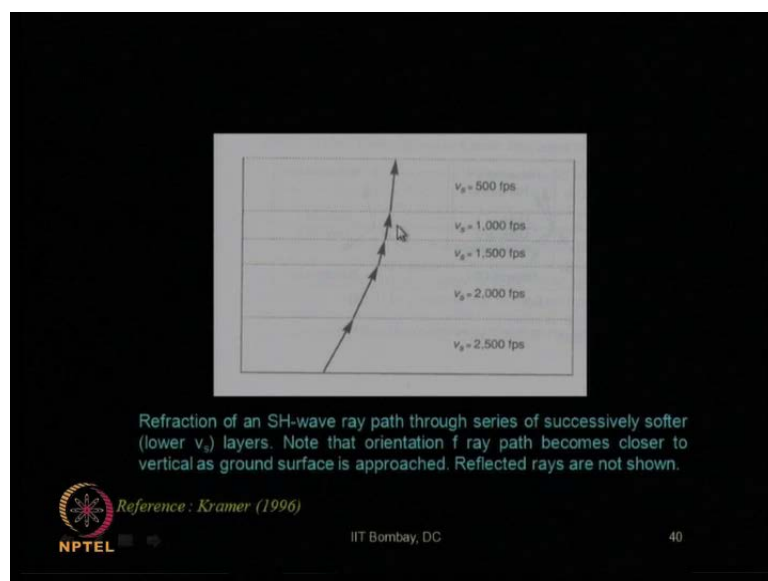 vs = 500 fps
vs = 1,000 fps
vs = 1,500 fps
vs = 2,000 fps
vs = 2,500 fps
Refraction of an SH-wave ray path through series of successively softer
(lower vs) layers. Note that orientation f ray path becomes closer to
vertical as ground surface is approached. Reflected rays are not shown.
Reference : Kramer (1996)
NPTEL
IIT Bombay, DC
40